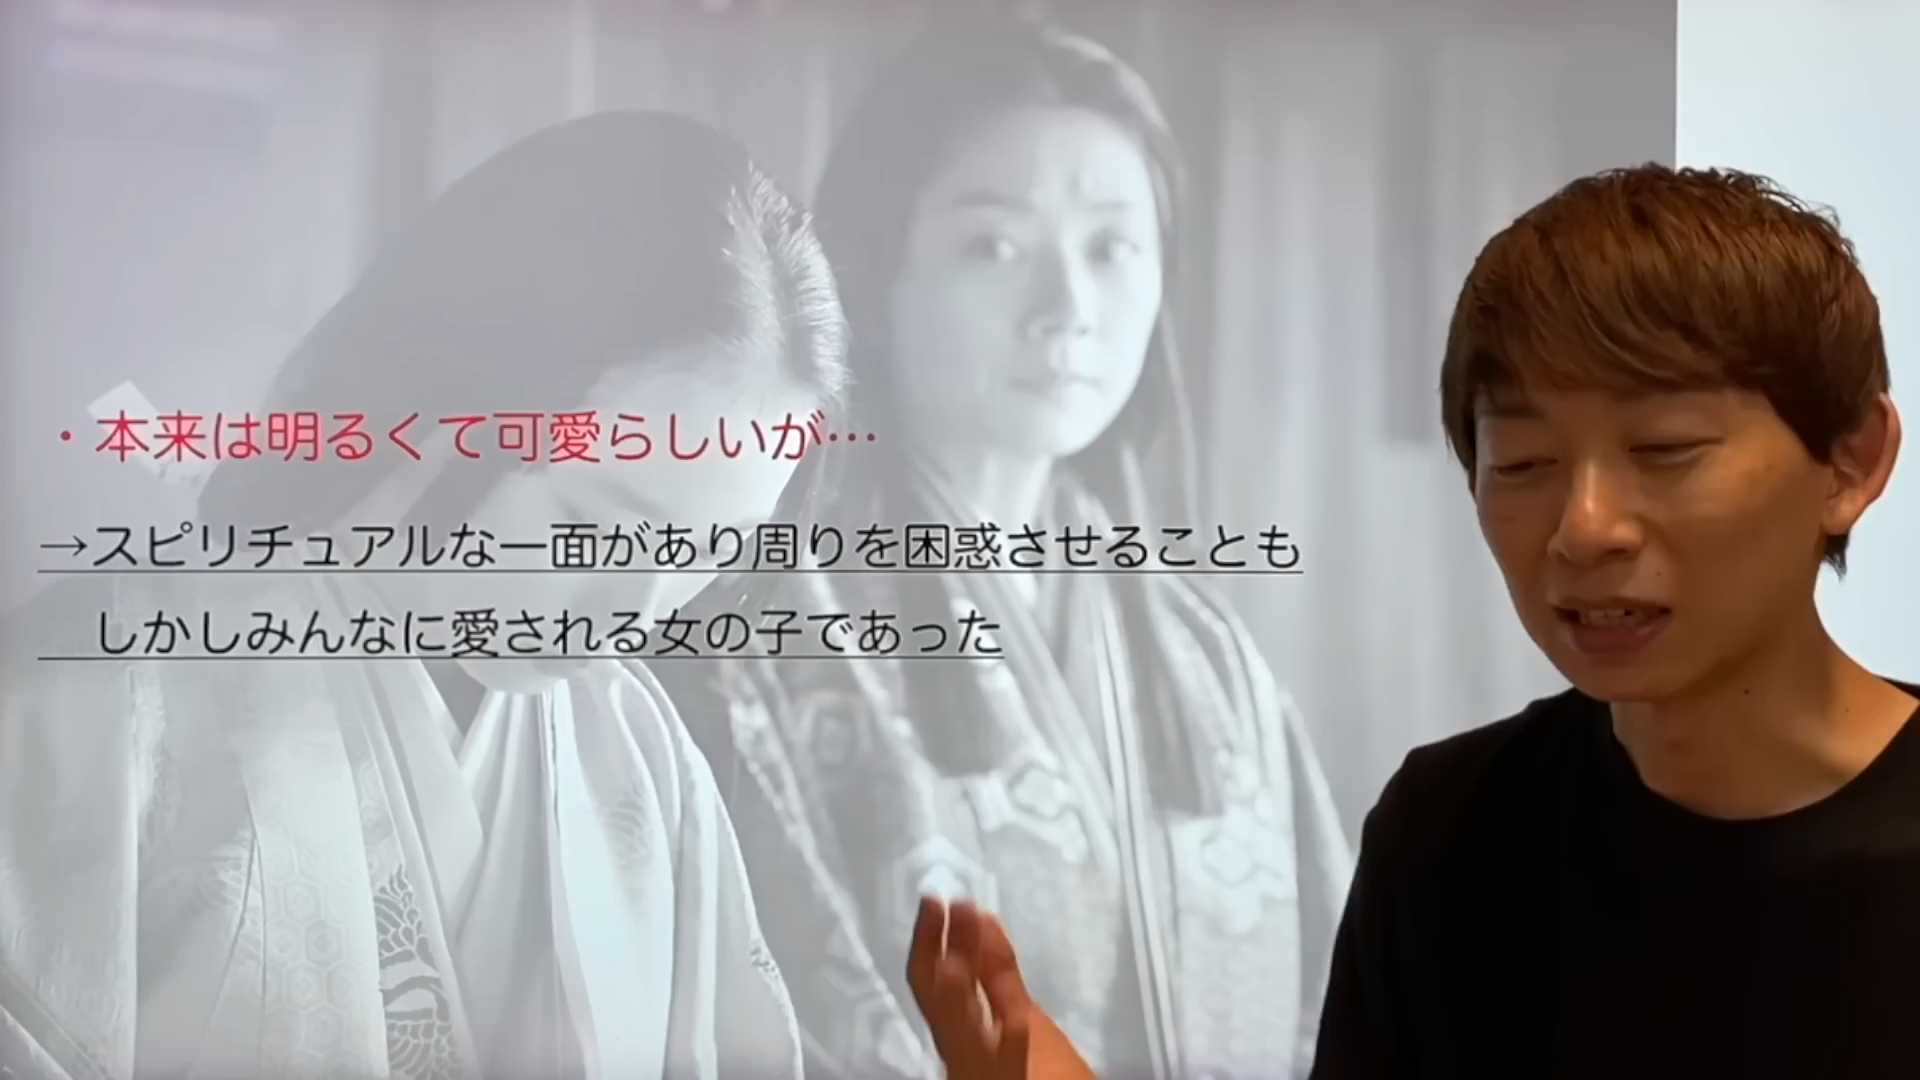 ・本来は明るくて可愛らしいが…
→スピリチュアルな一面があり周りを困惑させることも
しかしみんなに愛される女の子であった